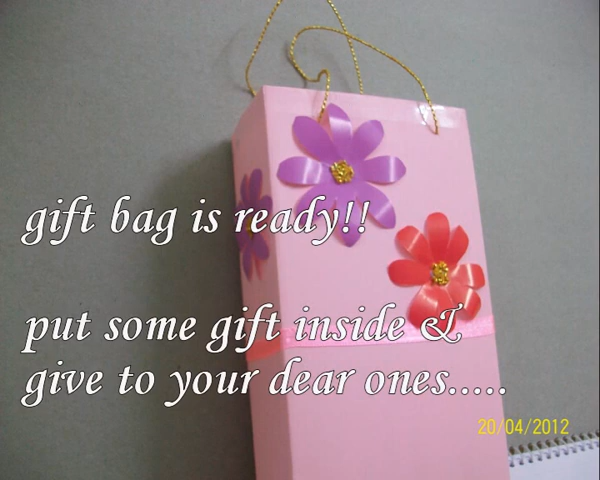 gift bag is ready!!
put some gift inside &
give to your dear ones.....
20/04/2012